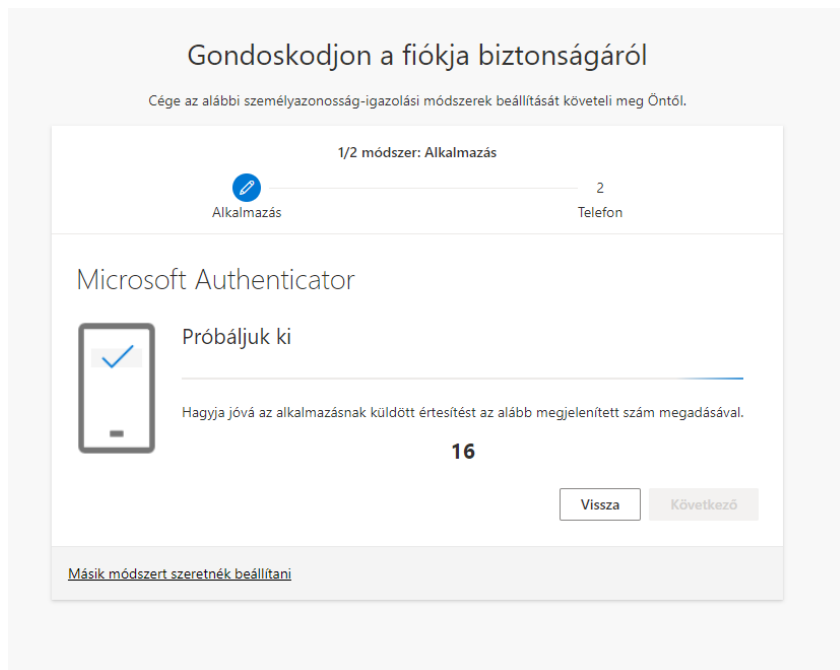 Gondoskodjon a fiókja biztonságáról
Cége az alábbi személyazonosság-igazolási módszerek beállítását követeli meg Öntől.
1/2 módszer: Alkalmazás
2
Alkalmazás
Telefon
Microsoft Authenticator
Próbáljuk ki
Hagyja jóvá az alkalmazásnak küldött értesítést az alább megjelenített szám megadásával.
16
Vissza
Következő
Másik módszert szeretnék beállítani